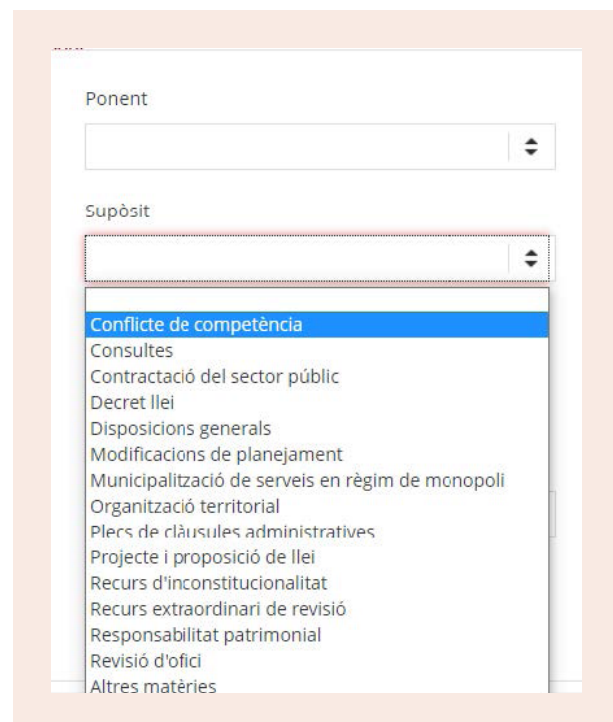 Ponent
Supòsit
Conflicte de competència
Consultes
Contractació del sector públic
Decret llei
Disposicions generals
Modificacions de planejament
Municipalització de serveis en règim de monopoli
Organització territorial
Plecs de clàusules administratives
Projecte i proposició de llei
Recurs d'inconstitucionalitat
Recurs extraordinari de revisió
Responsabilitat patrimonial
Revisió d'ofici
Altres matèries